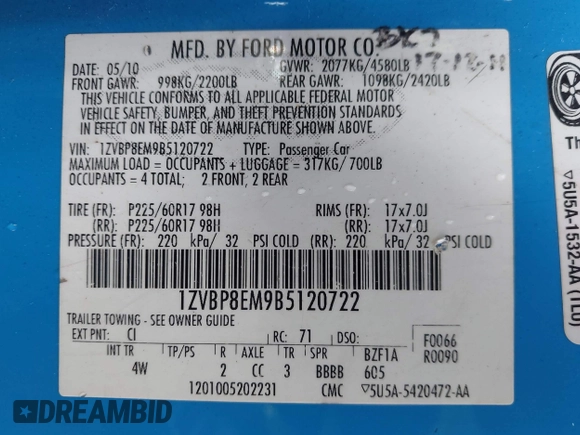 MFD. BY FORD MOTOR CO.
DATE: 05/10 GVWR: 2077KG/4580LB
FRONT GAWR: 998KG/2200LB REAR GAWR: 1098KG/2420LB
THIS VEHICLE CONFORMS TO ALL APPLICABLE FEDERAL MOTOR
VEHICLE SAFETY, BUMPER, AND THEFT PREVENTION STANDARDS
IN EFFECT ON THE DATE OF MANUFACTURE SHOWN ABOVE.
VIN: 1ZVBP8EM9B5120722 TYPE: Passenger Car
MAXIMUM LOAD = OCCUPANTS + LUGGAGE = 317KG/ 700LB
OCCUPANTS = 4 TOTAL; 2 FRONT, 2 REAR
TIRE (FR): P225/60R17 98H RIMS (FR): 17x7.0J
(RR): P225/60R17 98H (RR): 17x7.0J
PRESSURE (FR): 220 kPa/ 32 PSI COLD (RR): 220 kPa/ 32 PSI COLD
1ZVBP8EM9B5120722
TRAILER TOWING - SEE OWNER GUIDE
EXT PNT: CI RC: 71 DSO: F0066
INT TR TP/PS R AXLE TR SPR BZF1A R0090
4W 2 CC 3 BBBB 605
1201005202231 CMC ▽5U5A-5420472-AA
Th
▽5U5A-1532-AA (TL0)
DREAMBID